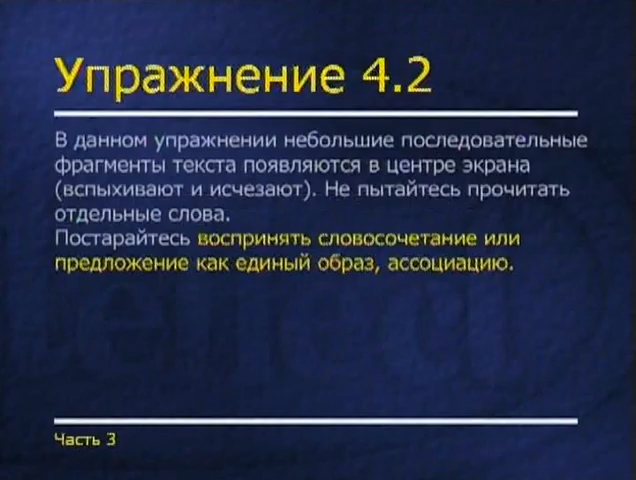 Упражнение 4.2
В данном упражнении небольшие последовательные
фрагменты текста появляются в центре экрана
(вспыхивают и исчезают). Не пытайтесь прочитать
отдельные слова.
Постарайтесь воспринять словосочетание или
предложение как единый образ, ассоциацию.
Часть 3